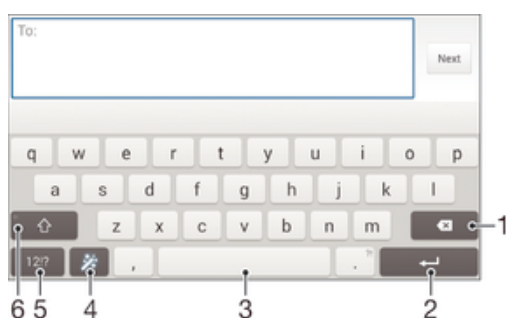 To:
Next
q w e r t y u i o p
a s d f g h j k l
z x c v b n m 1
12!? , . ?!
6 5 4 3 2